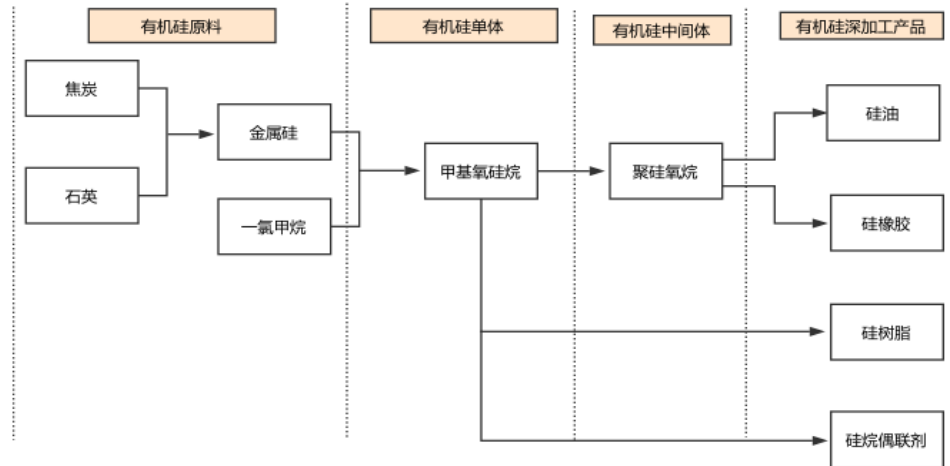 有机硅原料
有机硅单体
有机硅中间体
有机硅深加工产品
焦炭
石英
金属硅
一氯甲烷
甲基氧硅烷
聚硅氧烷
硅油
硅橡胶
硅树脂
硅烷偶联剂